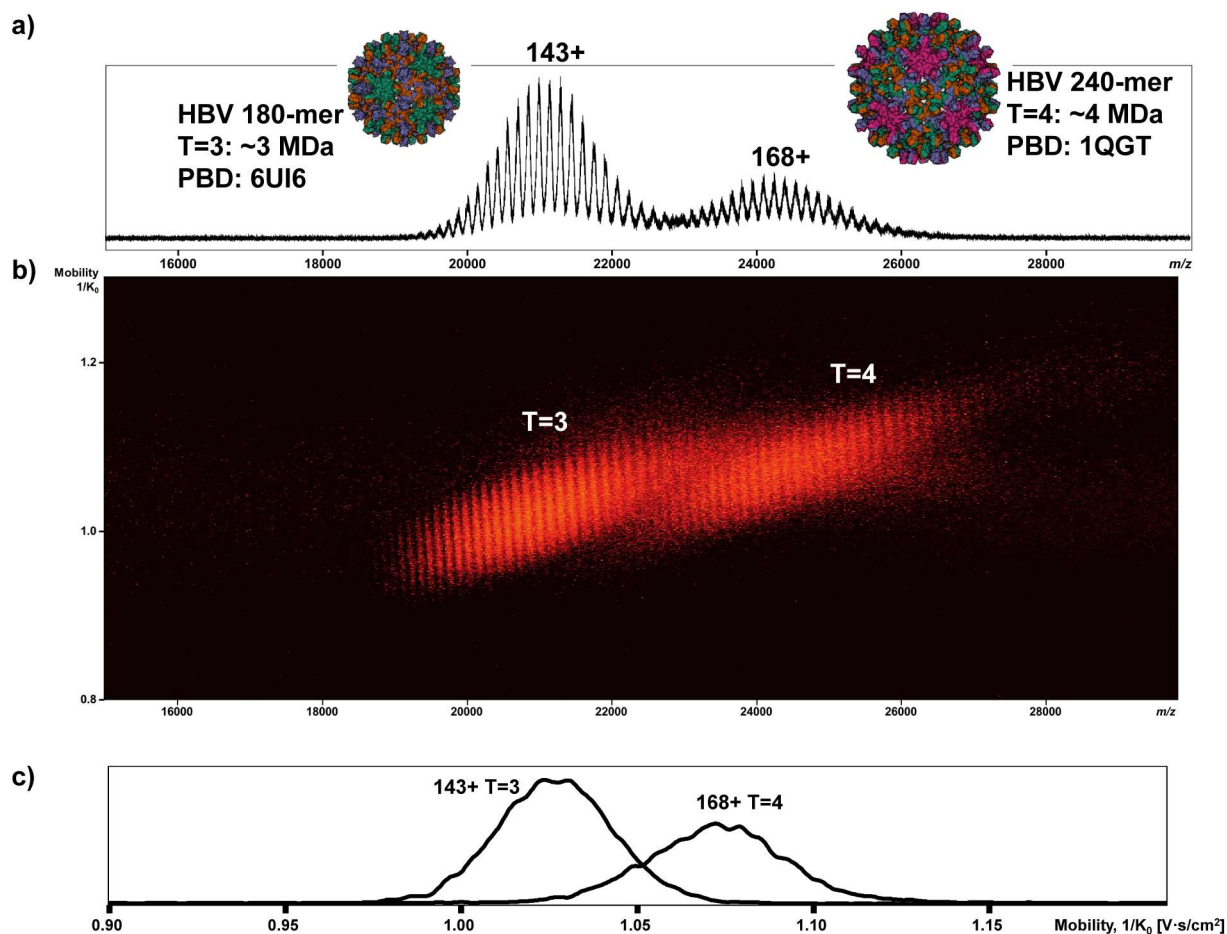 a)
143+
HBV 180-mer
T=3: ~3 MDa
PBD: 6UI6
168+
HBV 240-mer
T=4: ~4 MDa
PBD: 1QGT
16000 18000 20000 22000 24000 26000 28000 m/z
b)
Mobility
1/K₀
1.2
1.0
0.8
T=3
T=4
16000 18000 20000 22000 24000 26000 28000 m/z
c)
143+ T=3
168+ T=4
0.90 0.95 1.00 1.05 1.10 1.15
Mobility, 1/K₀ [V·s/cm²]